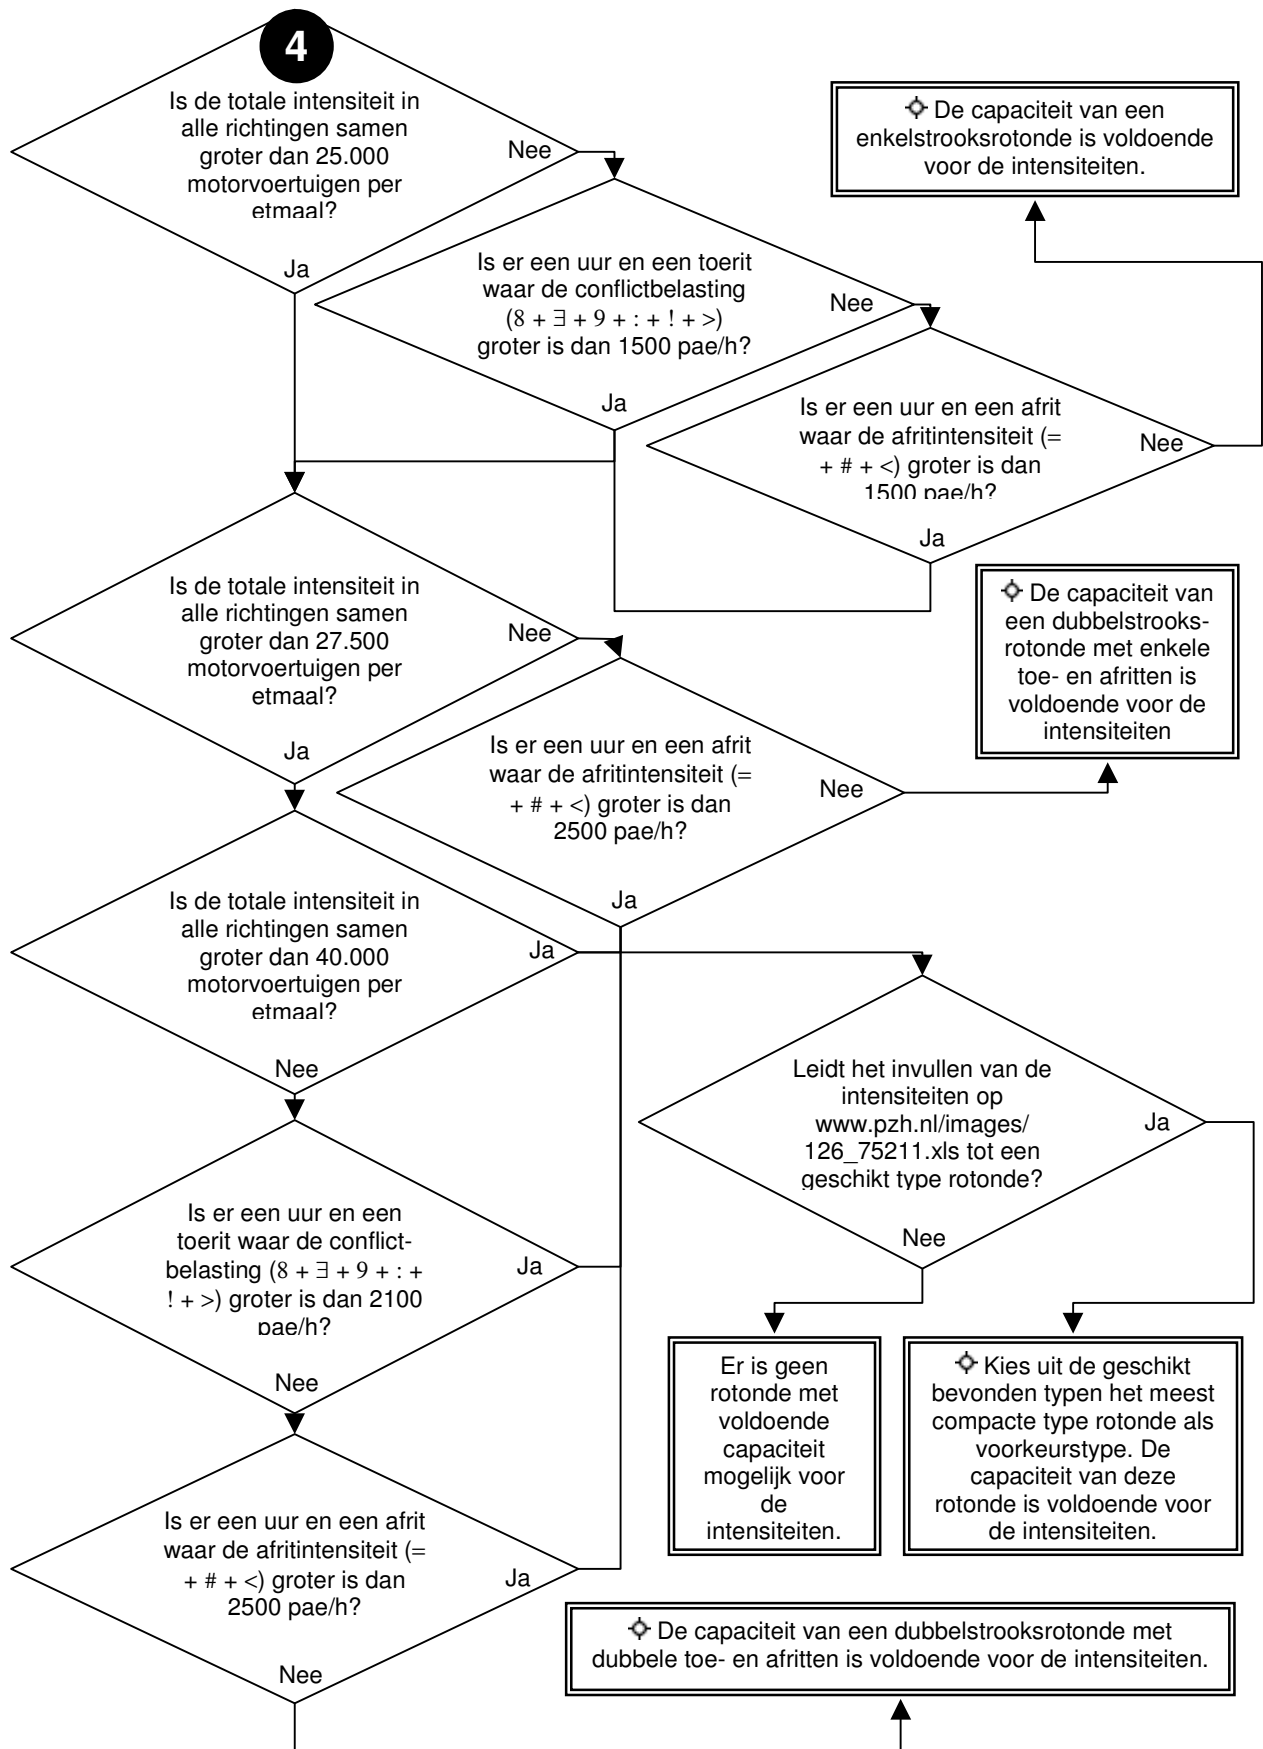 4
Is de totale intensiteit in
alle richtingen samen
groter dan 25.000
motorvoertuigen per
etmaal?
Nee
Ja
De capaciteit van een
enkelstrooksrotonde is voldoende
voor de intensiteiten.
Is er een uur en een toerit
waar de conflictbelasting
(8 + ∃ + 9 + : + ! + >)
groter is dan 1500 pae/h?
Nee
Ja
Is er een uur en een afrit
waar de afritintensiteit (=
+ # + <) groter is dan
1500 pae/h?
Nee
Ja
Is de totale intensiteit in
alle richtingen samen
groter dan 27.500
motorvoertuigen per
etmaal?
Nee
Ja
De capaciteit van
een dubbelstrooks-
rotonde met enkele
toe- en afritten is
voldoende voor de
intensiteiten
Is er een uur en een afrit
waar de afritintensiteit (=
+ # + <) groter is dan
2500 pae/h?
Nee
Ja
Is de totale intensiteit in
alle richtingen samen
groter dan 40.000
motorvoertuigen per
etmaal?
Ja
Nee
Leidt het invullen van de
intensiteiten op
www.pzh.nl/images/
126_75211.xls tot een
geschikt type rotonde?
Ja
Nee
Is er een uur en een
toerit waar de conflict-
belasting (8 + ∃ + 9 + : +
! + >) groter is dan 2100
pae/h?
Ja
Nee
Er is geen
rotonde met
voldoende
capaciteit
mogelijk voor
de
intensiteiten.
Kies uit de geschikt
bevonden typen het meest
compacte type rotonde als
voorkeurstype. De
capaciteit van deze
rotonde is voldoende voor
de intensiteiten.
Is er een uur en een afrit
waar de afritintensiteit (=
+ # + <) groter is dan
2500 pae/h?
Ja
Nee
De capaciteit van een dubbelstrooksrotonde met
dubbele toe- en afritten is voldoende voor de intensiteiten.